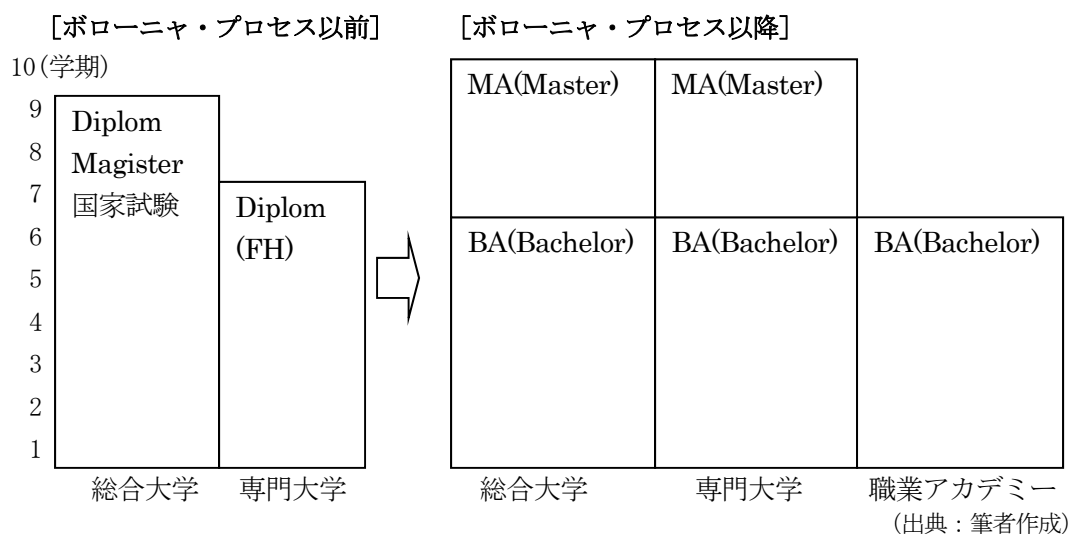 [ボローニャ・プロセス以前]
[ボローニャ・プロセス以降]
10(学期)
9
8
7
6
5
4
3
2
1
Diplom
Magister
国家試験
Diplom
(FH)
総合大学
専門大学
MA(Master)
MA(Master)
BA(Bachelor)
BA(Bachelor)
BA(Bachelor)
総合大学
専門大学
職業アカデミー
(出典：筆者作成)